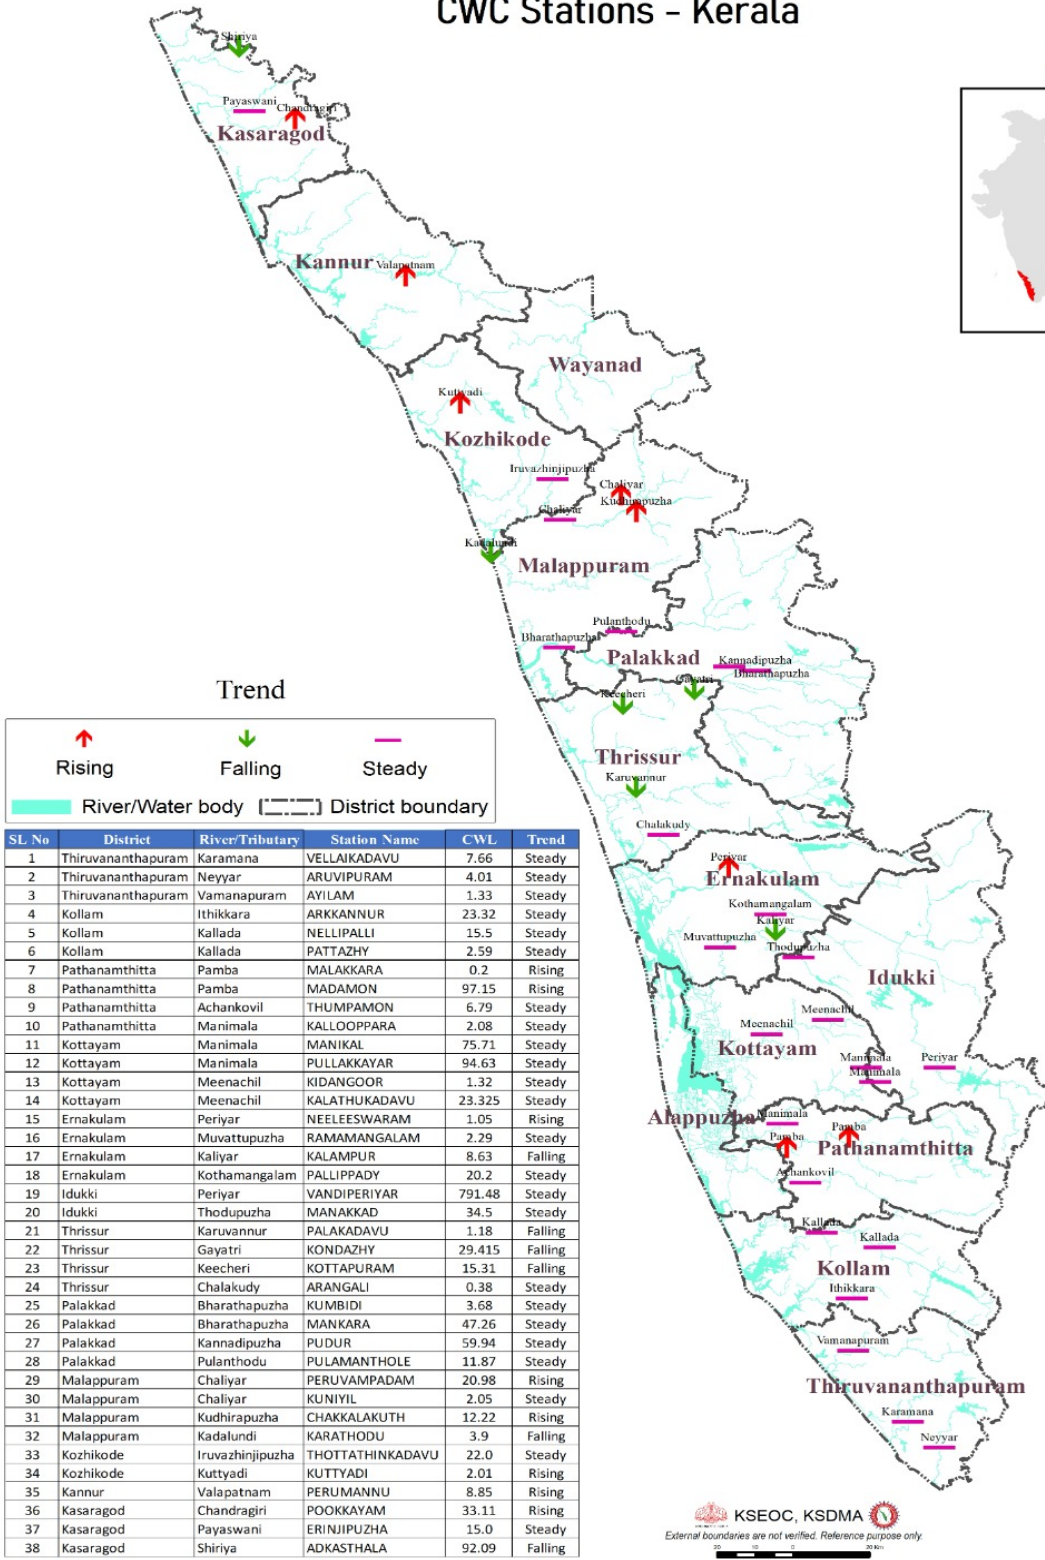 CWC Stations - Kerala
Shiriya
Payaswani
Chandragiri
Kasaragod
Kannur
Valapatnam
Wayanad
Kuttyadi
Kozhikode
Iruvazhinjipuzha
Chaliyar
Kudhirapuzha
Chaliyar
Kadalundi
Malappuram
Pulanthodu
Bharathapuzha
Palakkad
Kannadipuzha
Bharathapuzha
Gayatri
Keecheri
Thrissur
Karuvannur
Chalakudy
Periyar
Ernakulam
Kothamangalam
Kaliyar
Muvattupuzha
Thodupuzha
Idukki
Meenachil
Meenachil
Kottayam
Manimala
Periyar
Manimala
Alappuzha
Manimala
Pamba
Pamba
Pathanamthitta
Achankovil
Kallada
Kallada
Kollam
Ithikkara
Vamanapuram
Thiruvananthapuram
Karamana
Neyyar
Trend
Rising Falling Steady
River/Water body District boundary
SL No District River/Tributary Station Name CWL Trend
1 Thiruvananthapuram Karamana VELLAIKADAVU 7.66 Steady
2 Thiruvananthapuram Neyyar ARUVIPURAM 4.01 Steady
3 Thiruvananthapuram Vamanapuram AYILAM 1.33 Steady
4 Kollam Ithikkara ARKKANNUR 23.32 Steady
5 Kollam Kallada NELLIPALLI 15.5 Steady
6 Kollam Kallada PATTAZHY 2.59 Steady
7 Pathanamthitta Pamba MALAKKARA 0.2 Rising
8 Pathanamthitta Pamba MADAMON 97.15 Rising
9 Pathanamthitta Achankovil THUMPAMON 6.79 Steady
10 Pathanamthitta Manimala KALLOOPPARA 2.08 Steady
11 Kottayam Manimala MANIKAL 75.71 Steady
12 Kottayam Manimala PULLAKKAYAR 94.63 Steady
13 Kottayam Meenachil KIDANGOOR 1.32 Steady
14 Kottayam Meenachil KALATHUKADAVU 23.325 Steady
15 Ernakulam Periyar NEELEESWARAM 1.05 Rising
16 Ernakulam Muvattupuzha RAMAMANGALAM 2.29 Steady
17 Ernakulam Kaliyar KALAMPUR 8.63 Falling
18 Ernakulam Kothamangalam PALLIPPADY 20.2 Steady
19 Idukki Periyar VANDIPERIYAR 791.48 Steady
20 Idukki Thodupuzha MANAKKAD 34.5 Steady
21 Thrissur Karuvannur PALAKADAVU 1.18 Falling
22 Thrissur Gayatri KONDAZHY 29.415 Falling
23 Thrissur Keecheri KOTTAPURAM 15.31 Falling
24 Thrissur Chalakudy ARANGALI 0.38 Steady
25 Palakkad Bharathapuzha KUMBIDI 3.68 Steady
26 Palakkad Bharathapuzha MANKARA 47.26 Steady
27 Palakkad Kannadipuzha PUDUR 59.94 Steady
28 Palakkad Pulanthodu PULAMANTHOLE 11.87 Steady
29 Malappuram Chaliyar PERUVAMPADAM 20.98 Rising
30 Malappuram Chaliyar KUNIYIL 2.05 Steady
31 Malappuram Kudhirapuzha CHAKKALAKUTH 12.22 Rising
32 Malappuram Kadalundi KARATHODU 3.9 Falling
33 Kozhikode Iruvazhinjipuzha THOTTATHINKADAVU 22.0 Steady
34 Kozhikode Kuttyadi KUTTYADI 2.01 Rising
35 Kannur Valapatnam PERUMANNU 8.85 Rising
36 Kasaragod Chandragiri POOKKAYAM 33.11 Rising
37 Kasaragod Payaswani ERINJIPUZHA 15.0 Steady
38 Kasaragod Shiriya ADKASTHALA 92.09 Falling
KSEOC, KSDMA
External boundaries are not verified. Reference purpose only.
20 10 0 20 Km